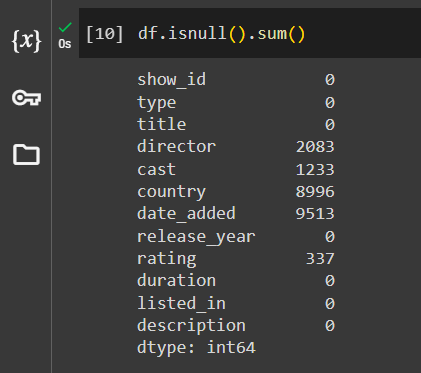 {x}
0s
[10] df.isnull().sum()
show_id 0
type 0
title 0
director 2083
cast 1233
country 8996
date_added 9513
release_year 0
rating 337
duration 0
listed_in 0
description 0
dtype: int64